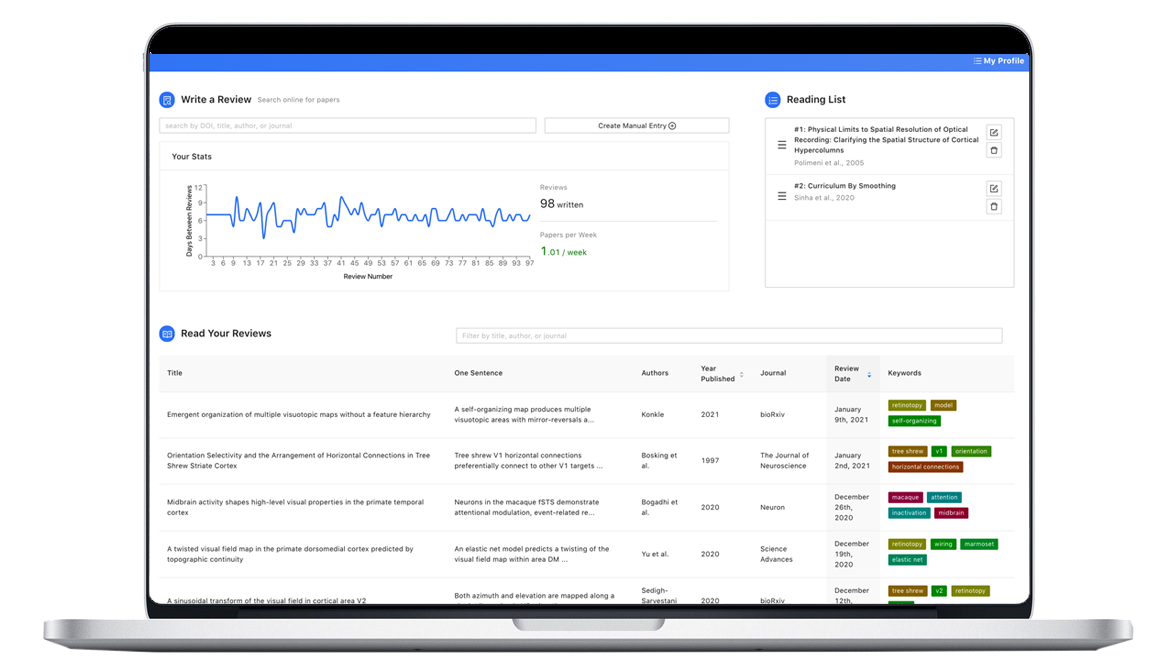 My Profile
Write a Review Search online for papers
search by DOI, title, author, or journal
Create Manual Entry
Your Stats
Days Between Reviews
12
9
6
3
0
3 6 9 13 17 21 25 29 33 37 41 45 49 53 57 61 65 69 73 77 81 85 89 93 97
Review Number
Reviews
98 written
Papers per Week
1.01 / week
Reading List
#1: Physical Limits to Spatial Resolution of Optical
Recording: Clarifying the Spatial Structure of Cortical
Hypercolumns
Polimeni et al., 2005
#2: Curriculum By Smoothing
Sinha et al., 2020
Read Your Reviews
Filter by title, author, or journal
Title
One Sentence
Authors
Year
Published
Journal
Review
Date
Keywords
Emergent organization of multiple visuotopic maps without a feature hierarchy
A self-organizing map produces multiple
visuotopic areas with mirror-reversals a...
Konkle
2021
bioRxiv
January
9th, 2021
retinotopy model
self-organizing
Orientation Selectivity and the Arrangement of Horizontal Connections in Tree
Shrew Striate Cortex
Tree shrew V1 horizontal connections
preferentially connect to other V1 targets ...
Bosking et
al.
1997
The Journal of
Neuroscience
January
2nd, 2021
tree shrew v1 orientation
horizontal connections
Midbrain activity shapes high-level visual properties in the primate temporal
cortex
Neurons in the macaque fSTS demonstrate
attentional modulation, event-related re...
Bogadhi et
al.
2020
Neuron
December
26th,
2020
macaque attention
inactivation midbrain
A twisted visual field map in the primate dorsomedial cortex predicted by
topographic continuity
An elastic net model predicts a twisting of the
visual field map within area DM ...
Yu et al.
2020
Science
Advances
December
19th,
2020
retinotopy wiring marmoset
elastic net
A sinusoidal transform of the visual field in cortical area V2
Both azimuth and elevation are mapped along a
Sedigh-
Sarvestani
2020
bioRxiv
December
12th,
tree shrew v2 retinotopy